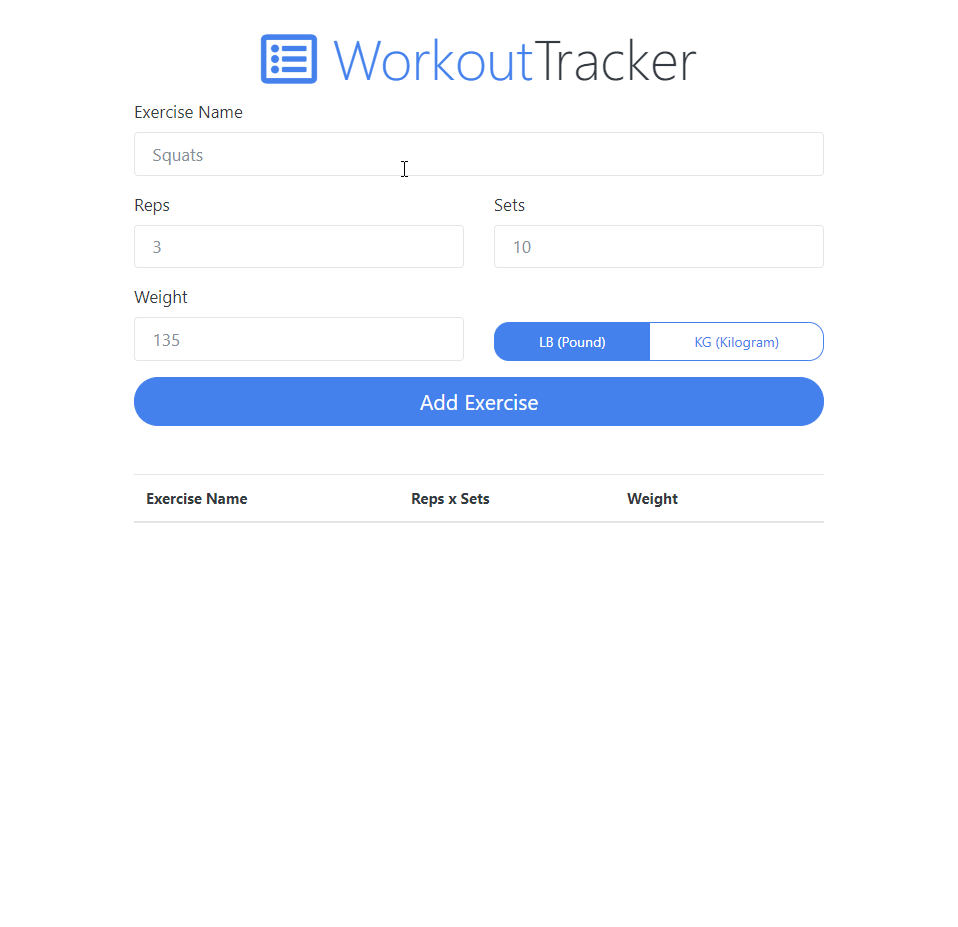 WorkoutTracker
Exercise Name
Squats
Reps
Sets
3
10
Weight
135
LB (Pound)
KG (Kilogram)
Add Exercise
Exercise Name
Reps x Sets
Weight